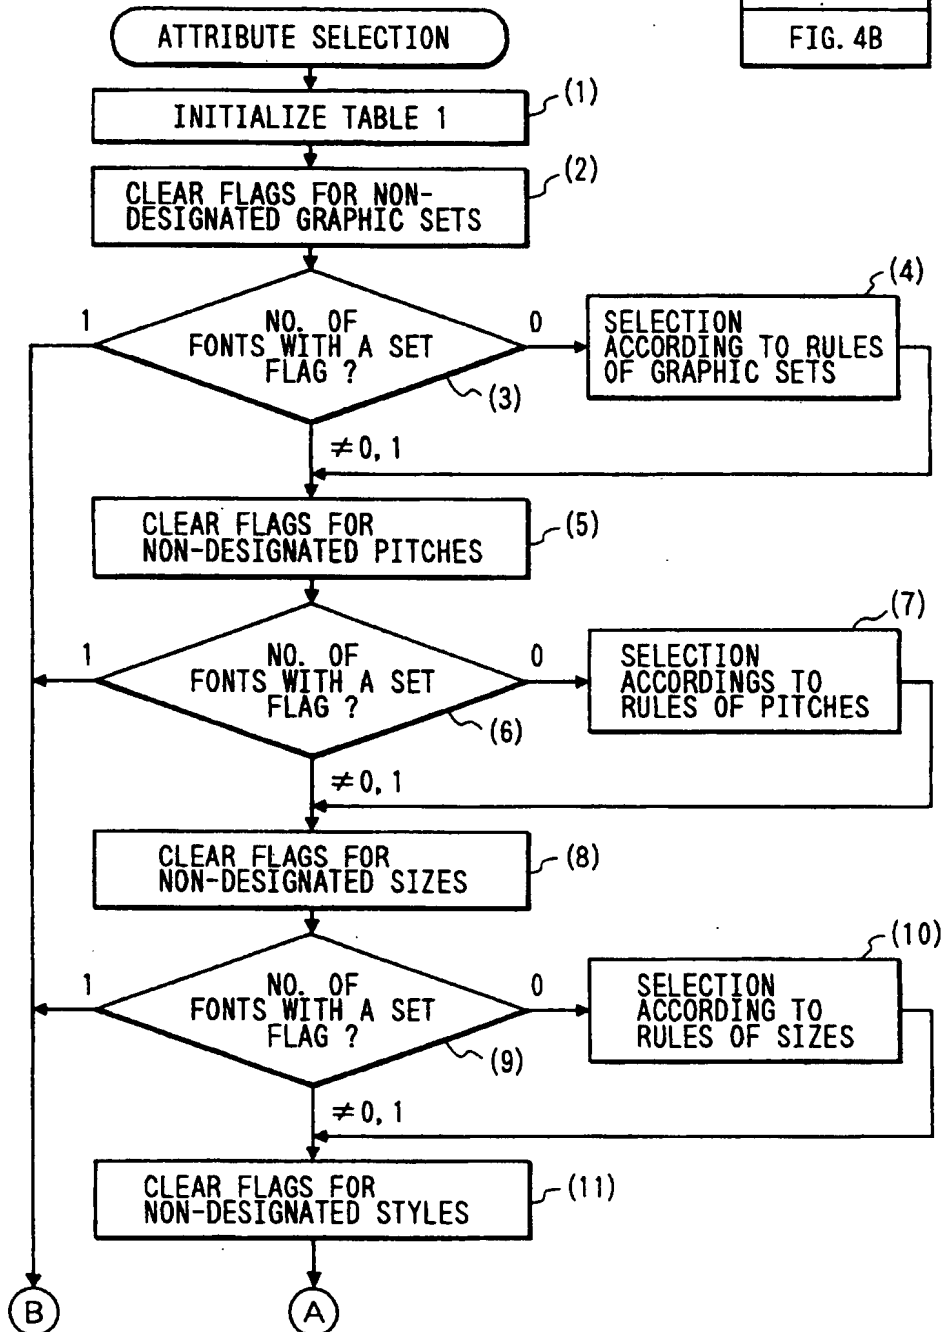 FIG. 4B
ATTRIBUTE SELECTION
INITIALIZE TABLE 1
(1)
CLEAR FLAGS FOR NON-
DESIGNATED GRAPHIC SETS
(2)
NO. OF
FONTS WITH A SET
FLAG ?
(3)
1
0
≠0, 1
SELECTION
ACCORDING TO RULES
OF GRAPHIC SETS
(4)
CLEAR FLAGS FOR
NON-DESIGNATED PITCHES
(5)
NO. OF
FONTS WITH A SET
FLAG ?
(6)
1
0
≠0, 1
SELECTION
ACCORDINGS TO
RULES OF PITCHES
(7)
CLEAR FLAGS FOR
NON-DESIGNATED SIZES
(8)
NO. OF
FONTS WITH A SET
FLAG ?
(9)
1
0
≠0, 1
SELECTION
ACCORDING TO
RULES OF SIZES
(10)
CLEAR FLAGS FOR
NON-DESIGNATED STYLES
(11)
B
A